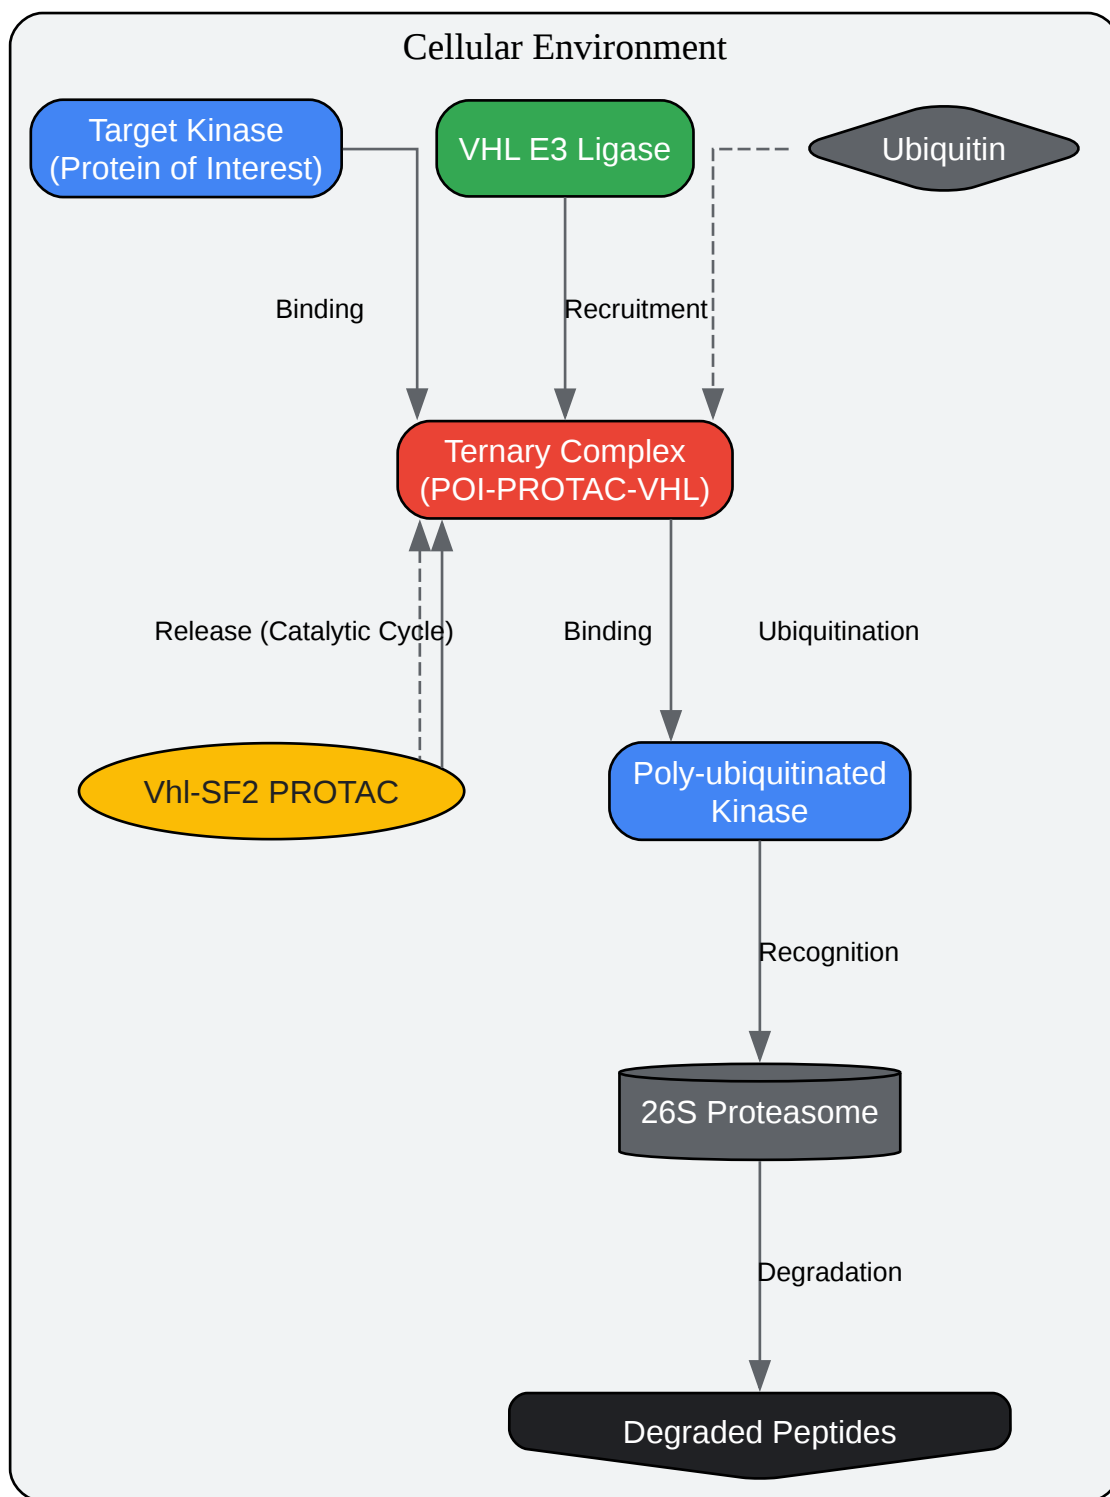 Cellular Environment
Target Kinase
(Protein of Interest)
VHL E3 Ligase
Ubiquitin
Binding
Recruitment
Ternary Complex
(POI-PROTAC-VHL)
Release (Catalytic Cycle)
Binding
Ubiquitination
Vhl-SF2 PROTAC
Poly-ubiquitinated
Kinase
Recognition
26S Proteasome
Degradation
Degraded Peptides